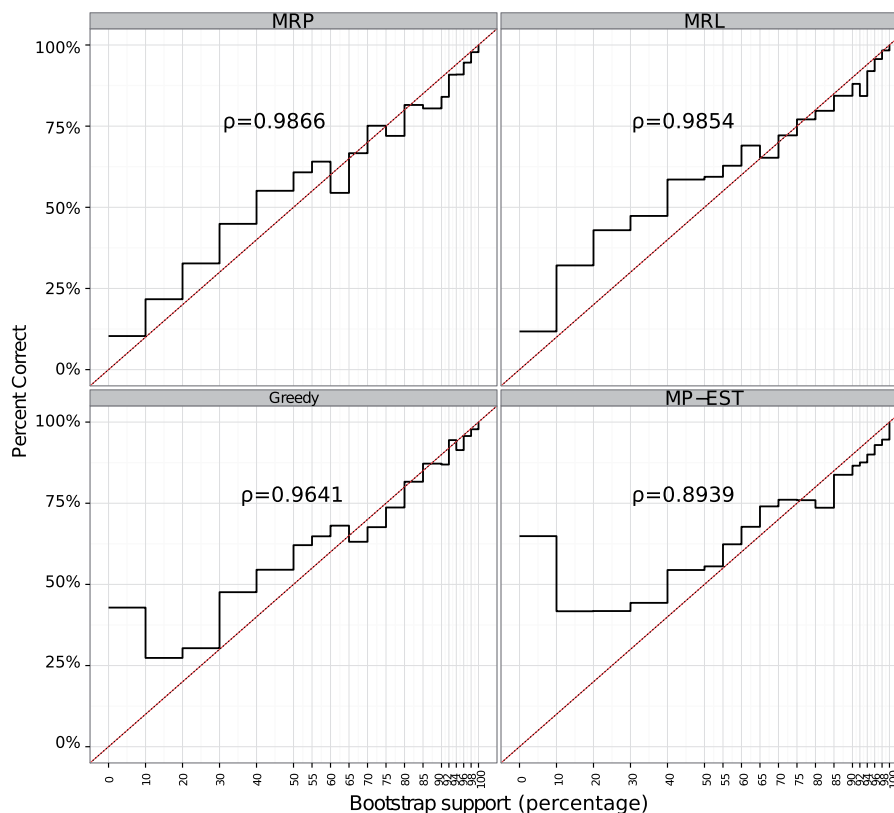 MRP MRL
100%
75%
50%
25%
0%
ρ=0.9866
ρ=0.9854
Percent Correct
Greedy MP−EST
100%
75%
50%
25%
0%
ρ=0.9641
ρ=0.8939
0 10 20 30 40 50 55 60 65 70 75 80 85 90 92 94 96 98 100
0 10 20 30 40 50 55 60 65 70 75 80 85 90 92 94 96 98 100
Bootstrap support (percentage)